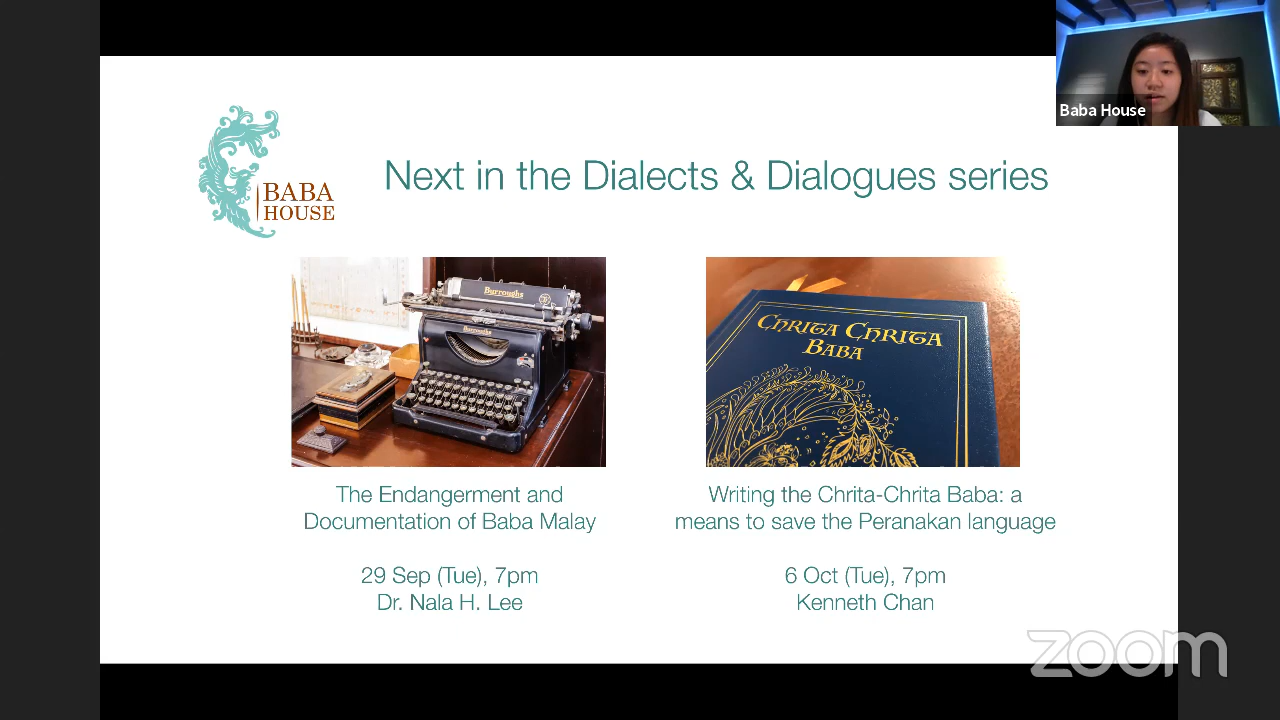 Baba House
BABA
HOUSE
Next in the Dialects & Dialogues series
Burroughs
Burroughs
CHRITA CHRITA
BABA
The Endangerment and
Documentation of Baba Malay
29 Sep (Tue), 7pm
Dr. Nala H. Lee
Writing the Chrita-Chrita Baba: a
means to save the Peranakan language
6 Oct (Tue), 7pm
Kenneth Chan
zoom